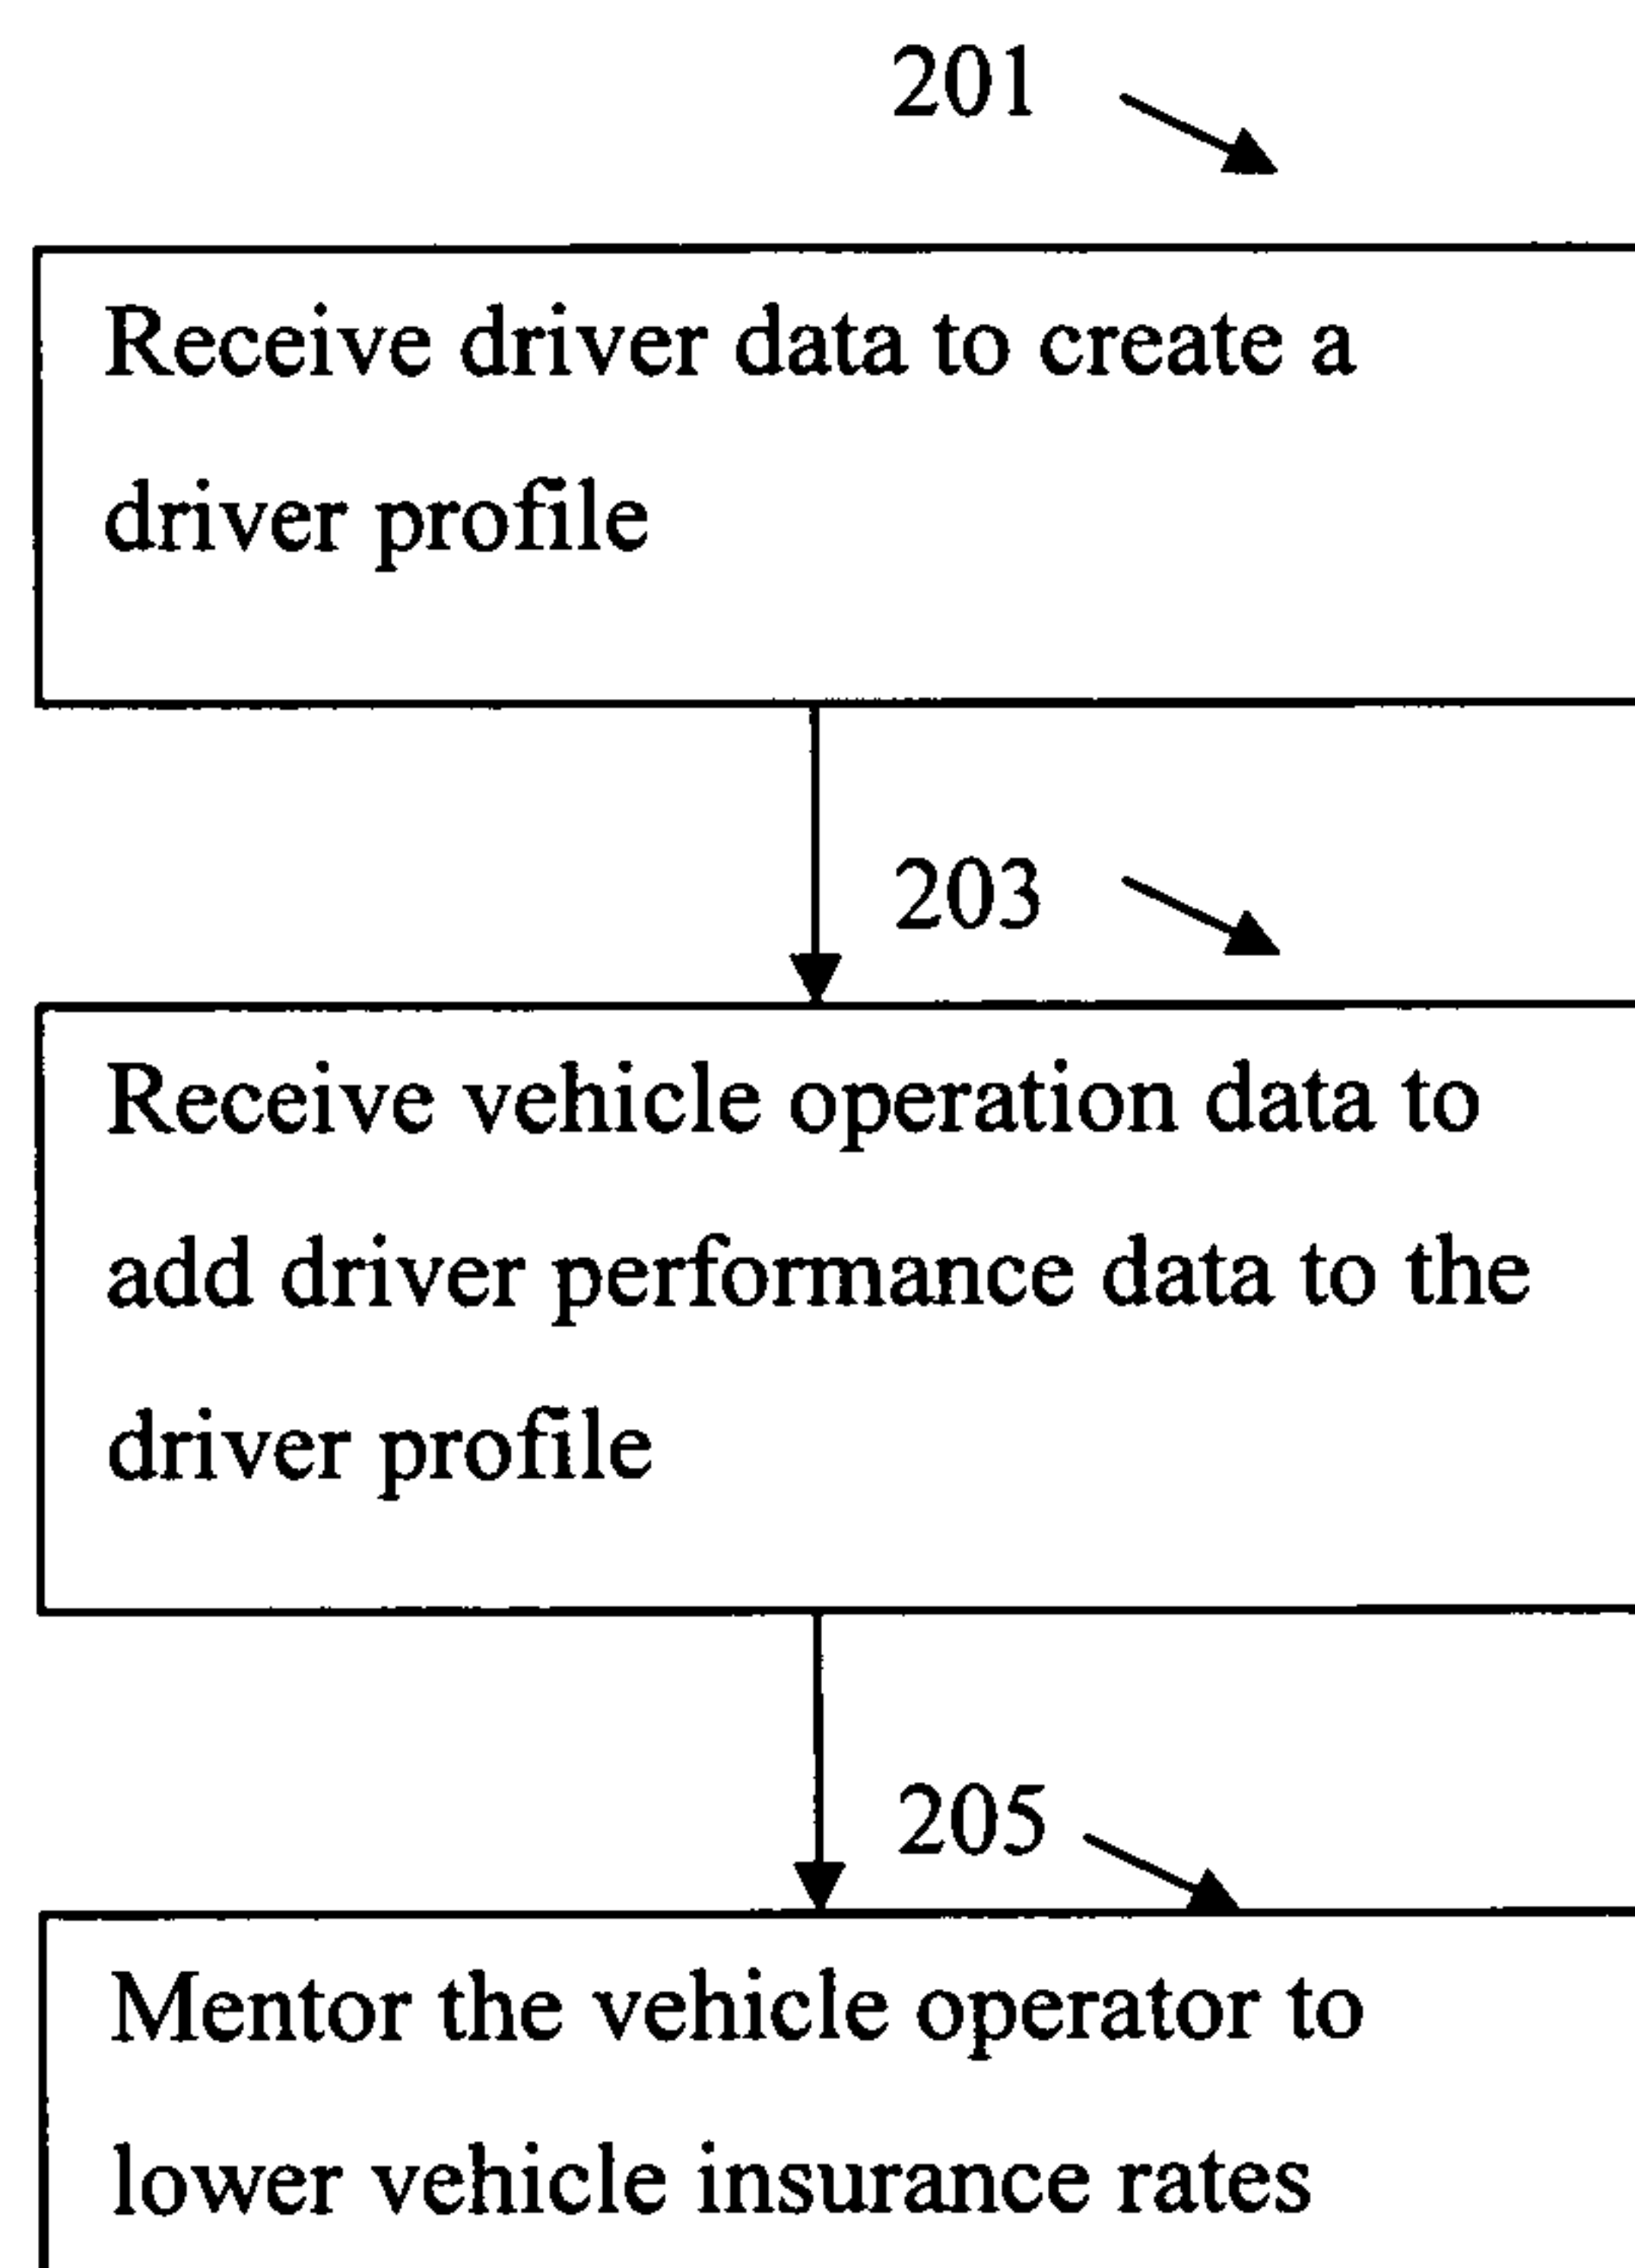 201
Receive driver data to create a
driver profile
203
Receive vehicle operation data to
add driver performance data to the
driver profile
205
Mentor the vehicle operator to
lower vehicle insurance rates